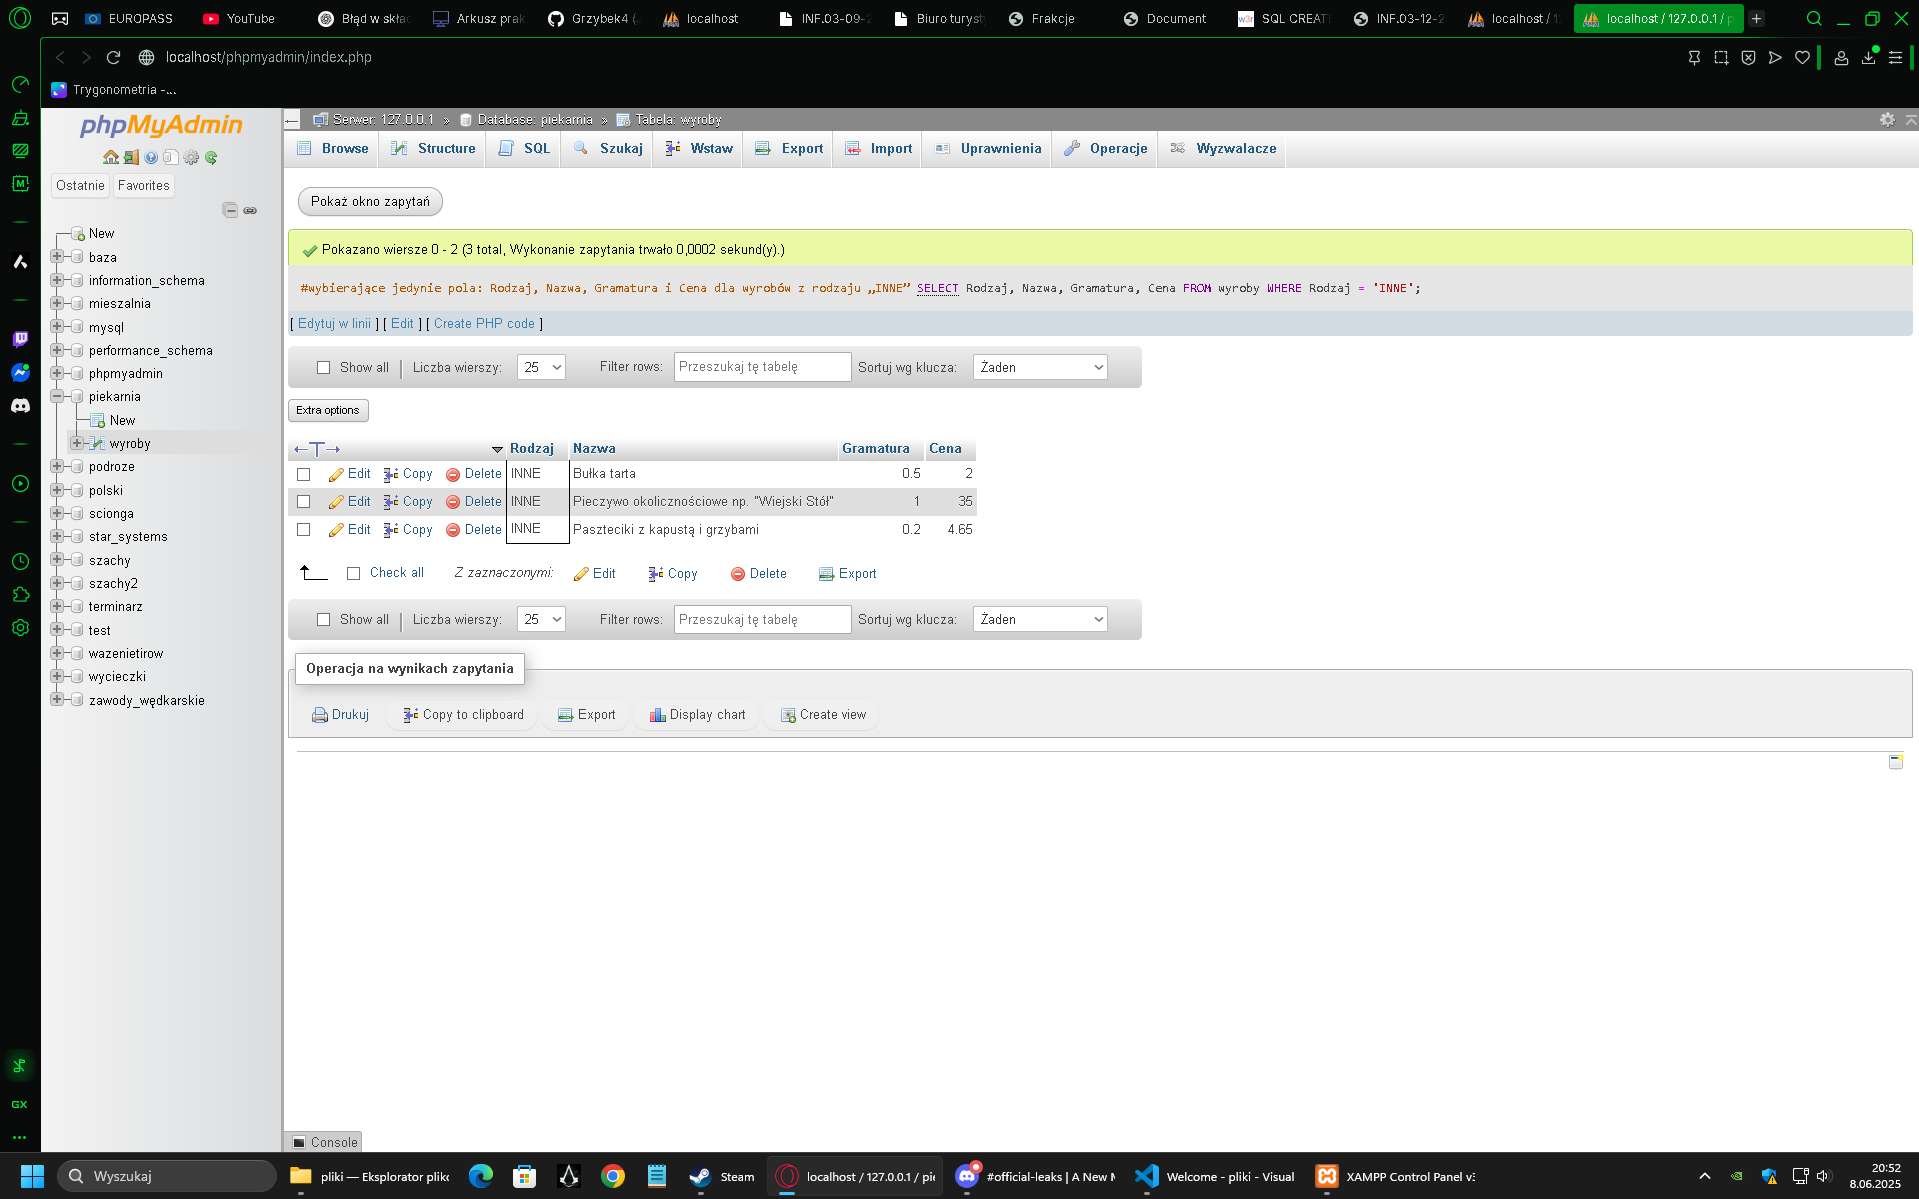 EUROPASS
YouTube
Błąd w skła
Arkusz prak
Grzybek4 (
localhost
INF.03-09-2
Biuro turyst
Frakcje
Document
SQL CREAT
INF.03-12-2
localhost / 12
localhost / 127.0.0.1 / p
localhost/phpmyadmin/index.php
Trygonometria -...
phpMyAdmin
Ostatnie
Favorites
New
baza
information_schema
mieszalnia
mysql
performance_schema
phpmyadmin
piekarnia
New
wyroby
podroze
polski
scionga
star_systems
szachy
szachy2
terminarz
test
wazenietirow
wycieczki
zawody_wędkarskie
Serwer: 127.0.0.1 » Database: piekarnia » Tabela: wyroby
Browse
Structure
SQL
Szukaj
Wstaw
Export
Import
Uprawnienia
Operacje
Wyzwalacze
Pokaż okno zapytań
Pokazano wiersze 0 - 2 (3 total, Wykonanie zapytania trwało 0,0002 sekund(y).)
#wybierające jedynie pola: Rodzaj, Nazwa, Gramatura i Cena dla wyrobów z rodzaju „INNE” SELECT Rodzaj, Nazwa, Gramatura, Cena FROM wyroby WHERE Rodzaj = 'INNE';
[ Edytuj w linii ] [ Edit ] [ Create PHP code ]
Show all | Liczba wierszy: 25 Filter rows: Przeszukaj tę tabelę Sortuj wg klucza: Żaden
Extra options
Rodzaj Nazwa Gramatura Cena
Edit Copy Delete INNE Bułka tarta 0.5 2
Edit Copy Delete INNE Pieczywo okolicznościowe np. "Wiejski Stół" 1 35
Edit Copy Delete INNE Paszteciki z kapustą i grzybami 0.2 4.65
Check all Z zaznaczonymi: Edit Copy Delete Export
Show all | Liczba wierszy: 25 Filter rows: Przeszukaj tę tabelę Sortuj wg klucza: Żaden
Operacja na wynikach zapytania
Drukuj Copy to clipboard Export Display chart Create view
Console
GX
Wyszukaj
pliki — Eksplorator pliko
Steam
localhost / 127.0.0.1 / pie
#official-leaks | A New
Welcome - pliki - Visual
XAMPP Control Panel v3
20:52
8.06.2025